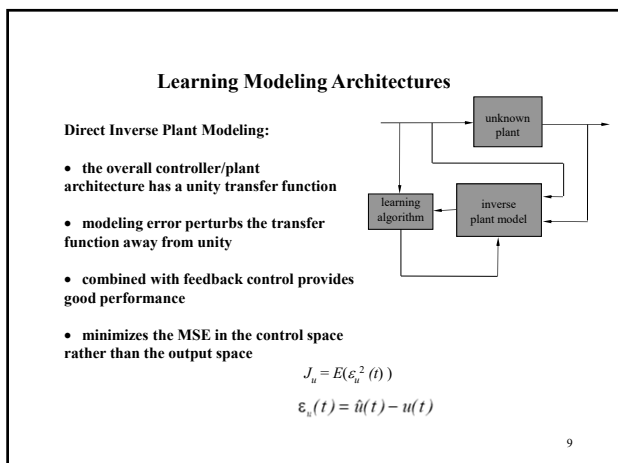 Learning Modeling Architectures
Direct Inverse Plant Modeling:
• the overall controller/plant
architecture has a unity transfer function
• modeling error perturbs the transfer
function away from unity
• combined with feedback control provides
good performance
• minimizes the MSE in the control space
rather than the output space
unknown
plant
learning
algorithm
inverse
plant model
J_u = E(ε_u² (t) )
ε_u(t) = û(t) − u(t)
9